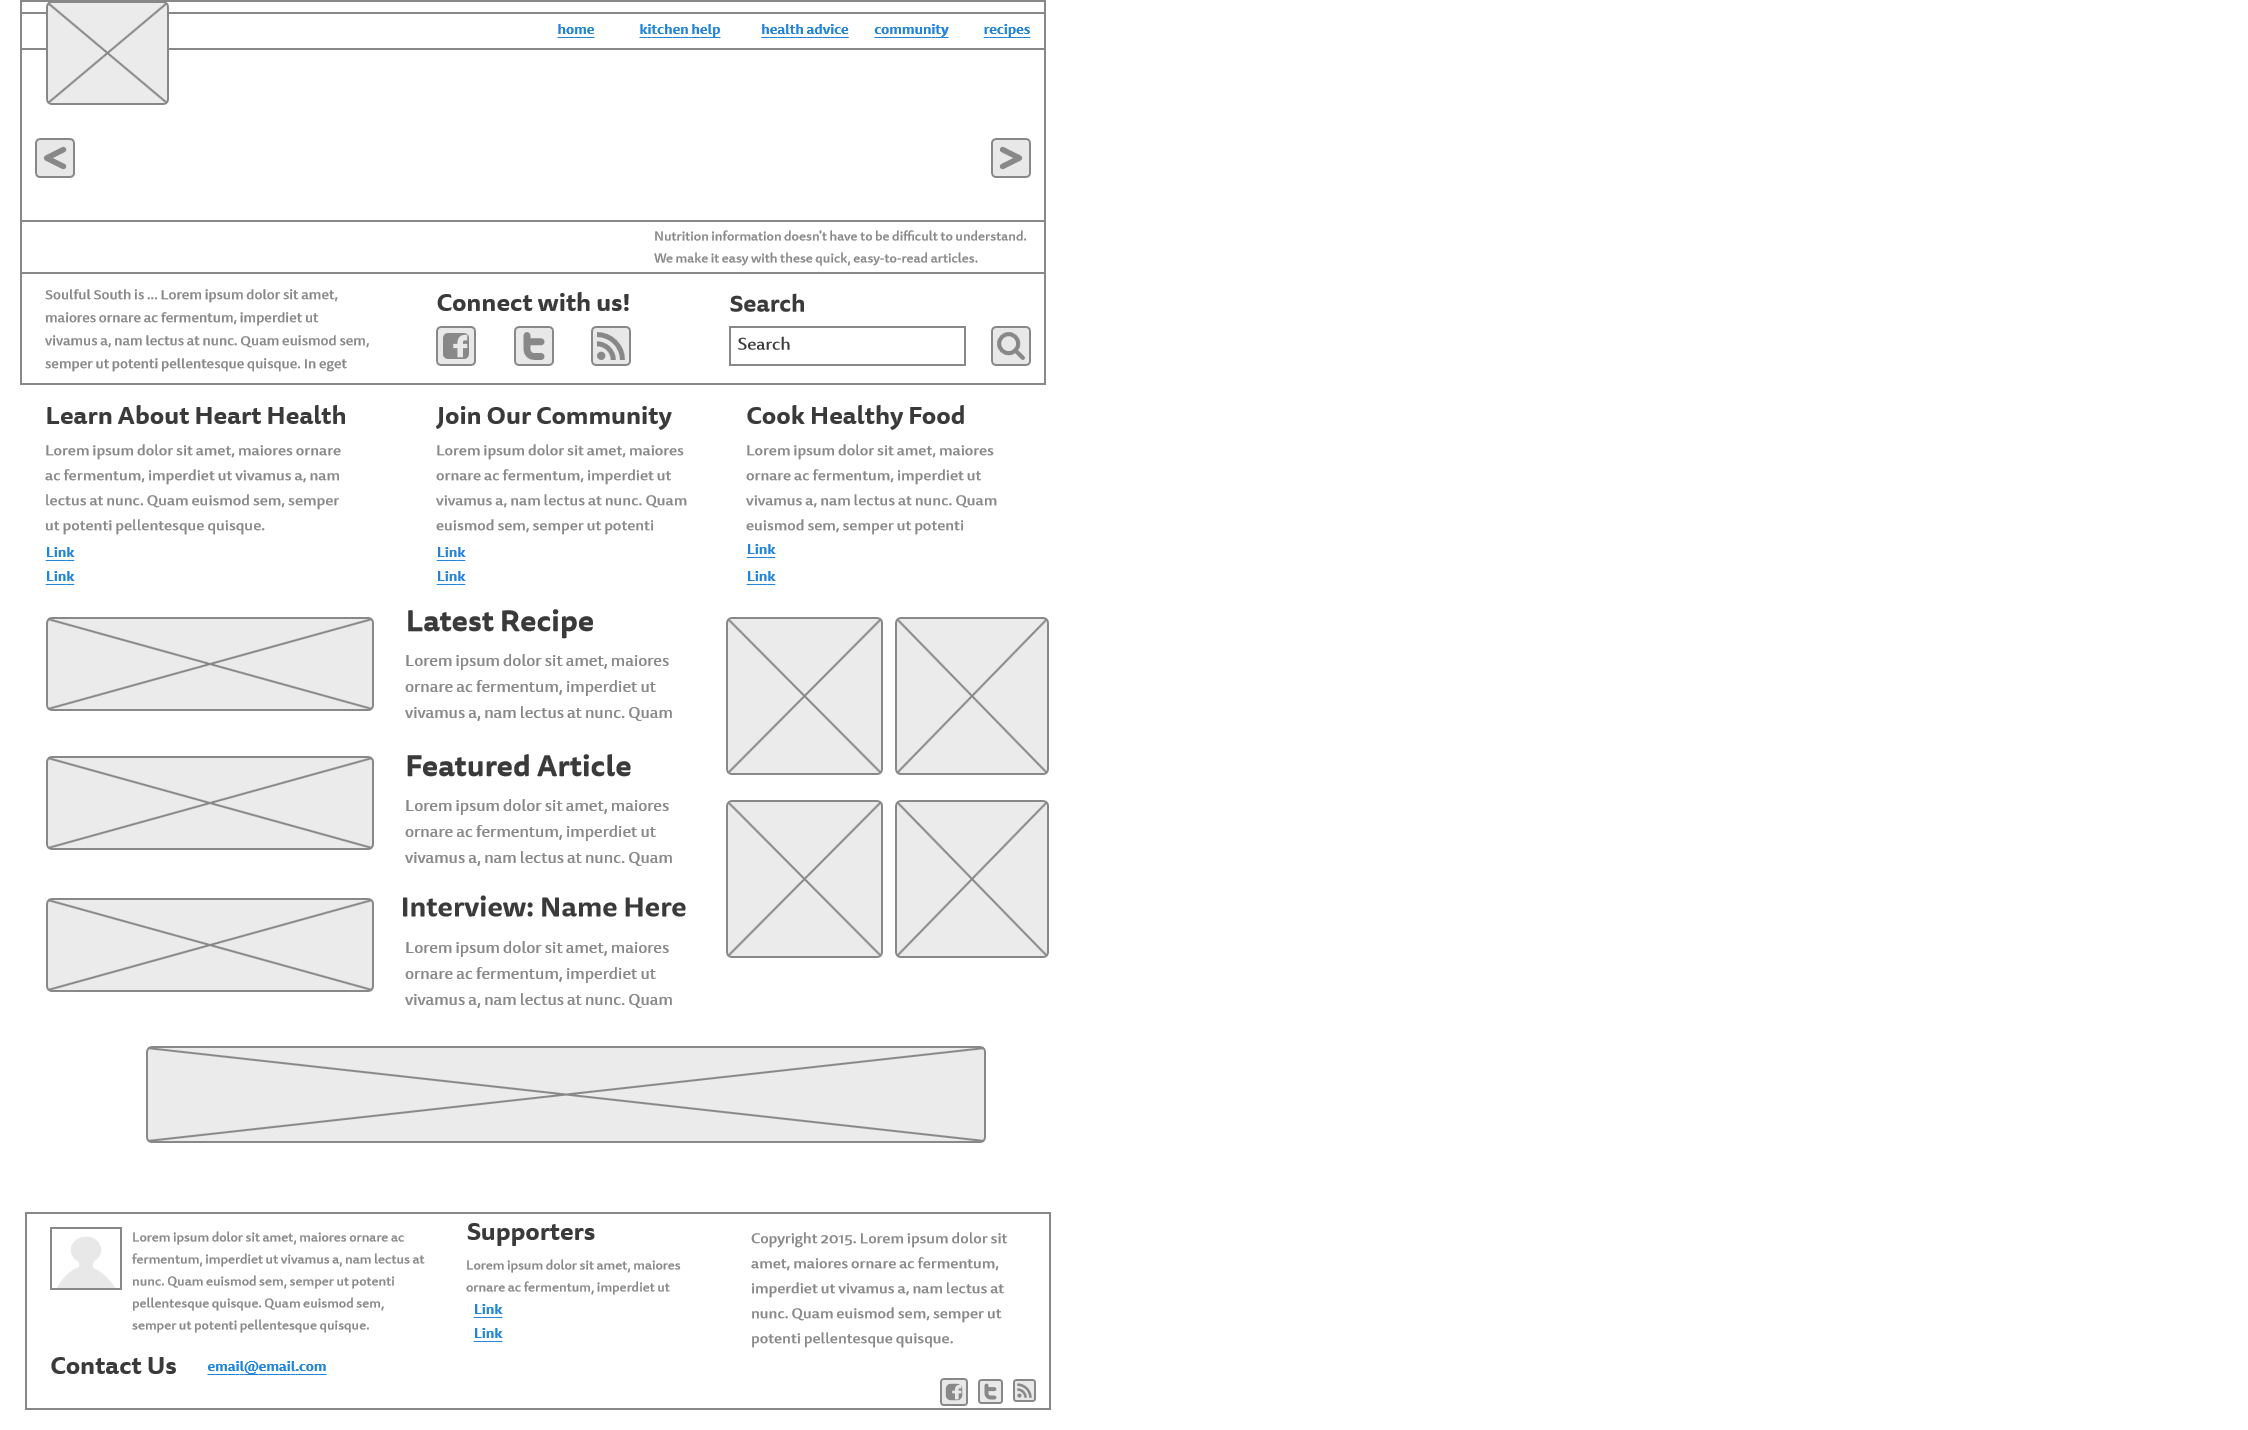 home kitchen help health advice community recipes
<
>
Nutrition information doesn't have to be difficult to understand.
We make it easy with these quick, easy-to-read articles.
Soulful South is ... Lorem ipsum dolor sit amet,
maiores ornare ac fermentum, imperdiet ut
vivamus a, nam lectus at nunc. Quam euismod sem,
semper ut potenti pellentesque quisque. In eget
Connect with us!
Search
Search
Learn About Heart Health
Lorem ipsum dolor sit amet, maiores ornare
ac fermentum, imperdiet ut vivamus a, nam
lectus at nunc. Quam euismod sem, semper
ut potenti pellentesque quisque.
Link
Link
Join Our Community
Lorem ipsum dolor sit amet, maiores
ornare ac fermentum, imperdiet ut
vivamus a, nam lectus at nunc. Quam
euismod sem, semper ut potenti
Link
Link
Cook Healthy Food
Lorem ipsum dolor sit amet, maiores
ornare ac fermentum, imperdiet ut
vivamus a, nam lectus at nunc. Quam
euismod sem, semper ut potenti
Link
Link
Latest Recipe
Lorem ipsum dolor sit amet, maiores
ornare ac fermentum, imperdiet ut
vivamus a, nam lectus at nunc. Quam
Featured Article
Lorem ipsum dolor sit amet, maiores
ornare ac fermentum, imperdiet ut
vivamus a, nam lectus at nunc. Quam
Interview: Name Here
Lorem ipsum dolor sit amet, maiores
ornare ac fermentum, imperdiet ut
vivamus a, nam lectus at nunc. Quam
Lorem ipsum dolor sit amet, maiores ornare ac
fermentum, imperdiet ut vivamus a, nam lectus at
nunc. Quam euismod sem, semper ut potenti
pellentesque quisque. Quam euismod sem,
semper ut potenti pellentesque quisque.
Contact Us email@email.com
Supporters
Lorem ipsum dolor sit amet, maiores
ornare ac fermentum, imperdiet ut
Link
Link
Copyright 2015. Lorem ipsum dolor sit
amet, maiores ornare ac fermentum,
imperdiet ut vivamus a, nam lectus at
nunc. Quam euismod sem, semper ut
potenti pellentesque quisque.